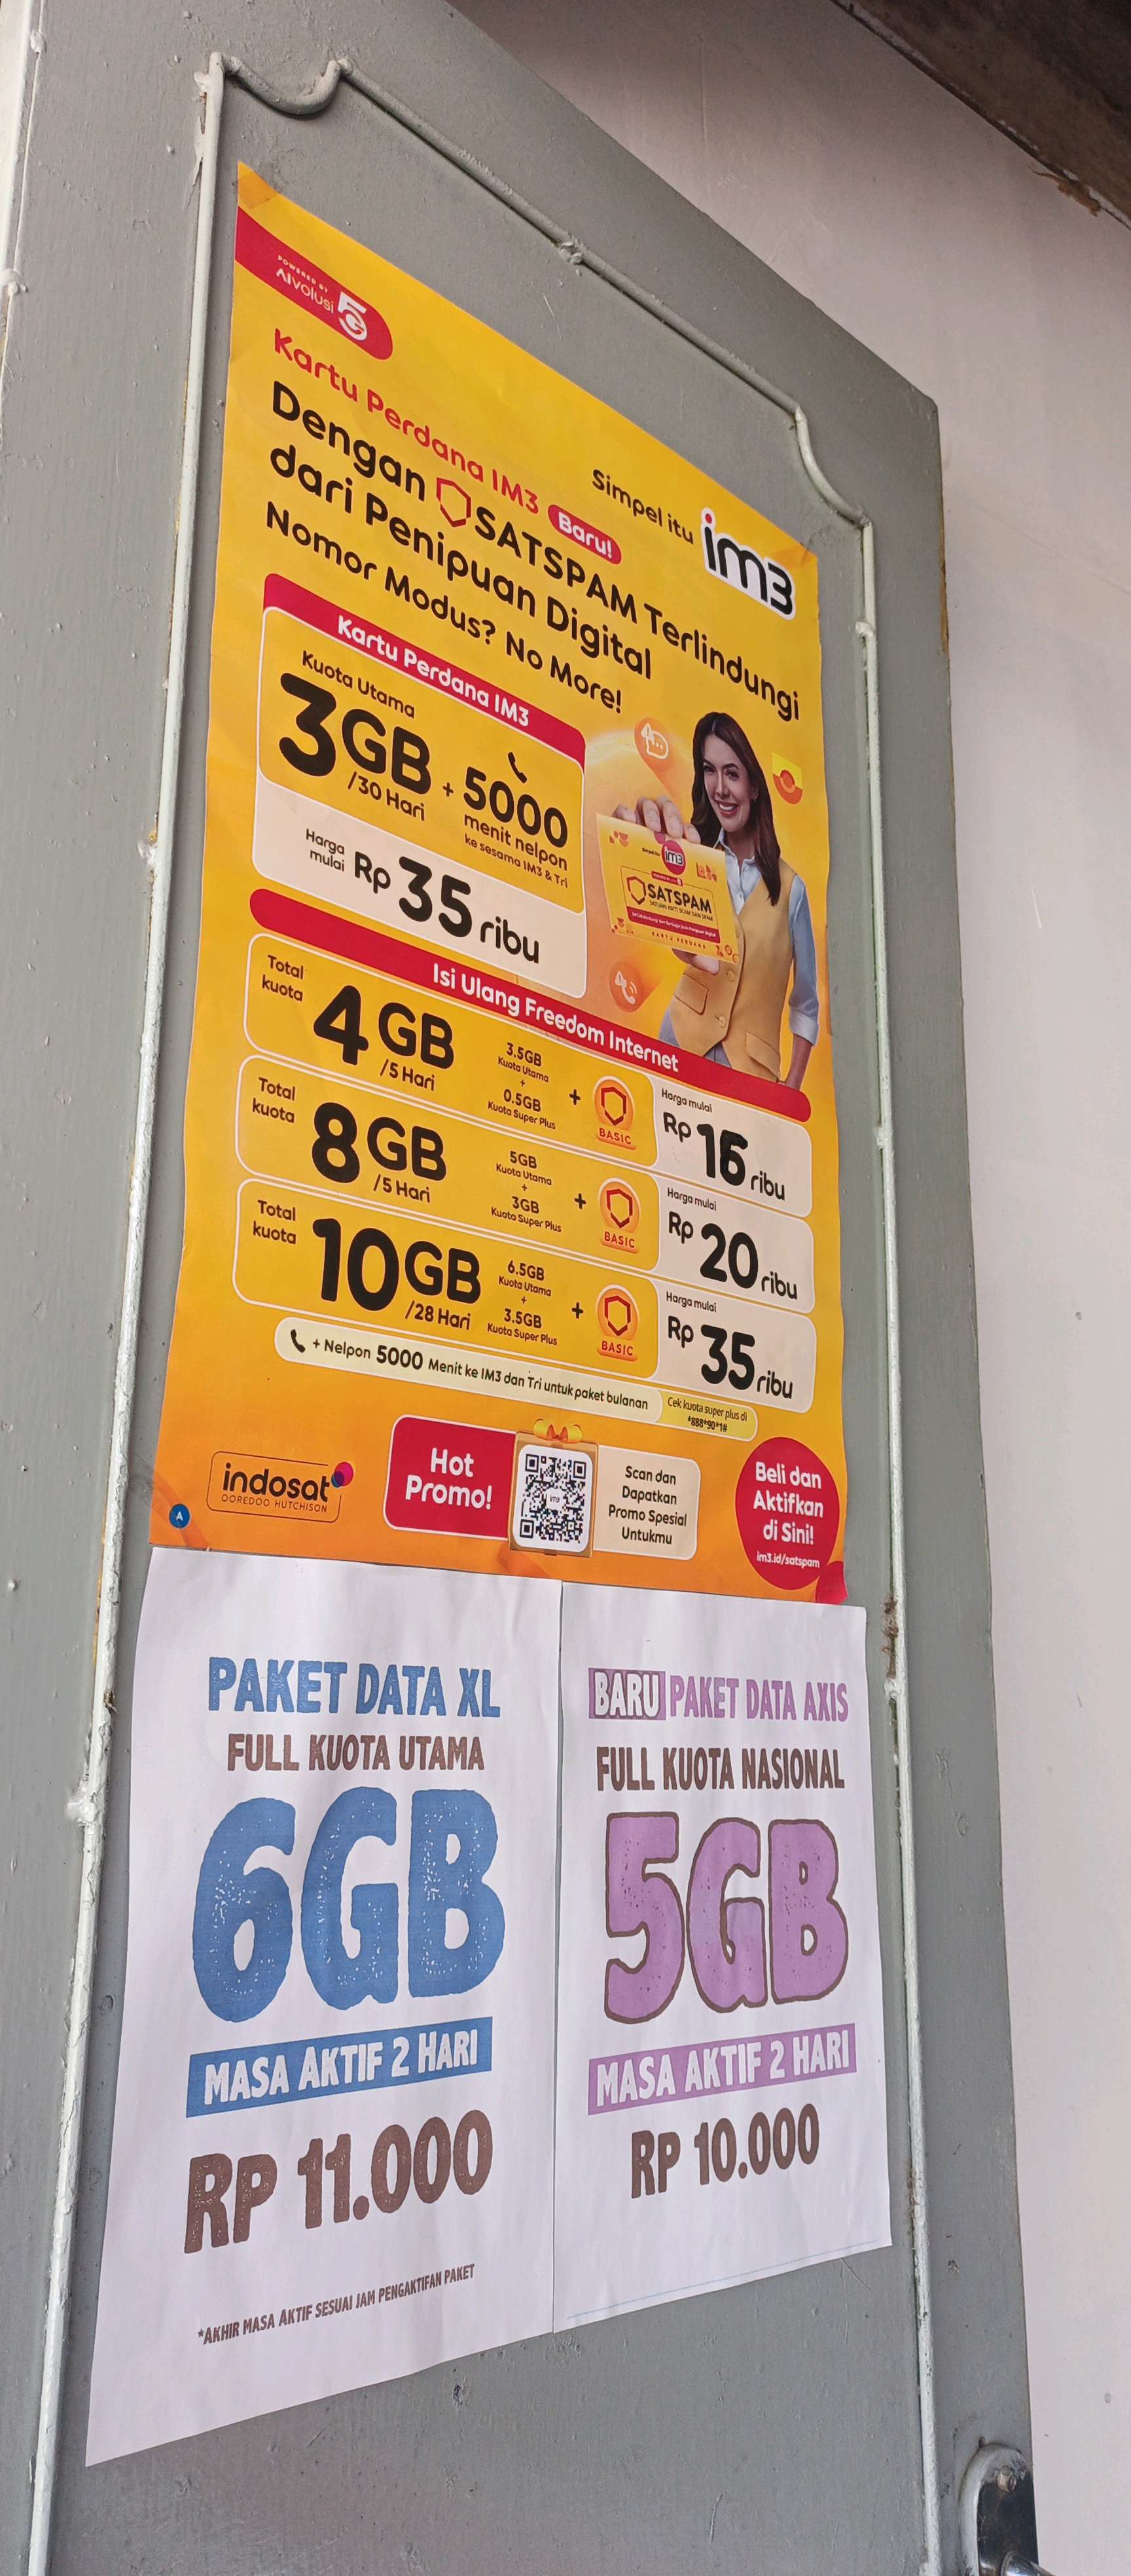 POWERED BY
AIvolusi 5G
Simpel itu im3
Kartu Perdana IM3 Baru!
Dengan SATSPAM Terlindungi
dari Penipuan Digital
Nomor Modus? No More!
Kartu Perdana IM3
Kuota Utama
3GB
/30 Hari
+ 5000
menit nelpon
ke sesama IM3 & Tri
Harga
mulai
Rp 35 ribu
im3
SATSPAM
KARTU PERDANA
Isi Ulang Freedom Internet
Total
kuota
4GB
/5 Hari
3.5GB
Kuota Utama
+
0.5GB
Kuota Super Plus
+
BASIC
Harga mulai
Rp 16 ribu
Total
kuota
8GB
/5 Hari
5GB
Kuota Utama
+
3GB
Kuota Super Plus
+
BASIC
Harga mulai
Rp 20 ribu
Total
kuota
10GB
/28 Hari
6.5GB
Kuota Utama
+
3.5GB
Kuota Super Plus
+
BASIC
Harga mulai
Rp 35 ribu
+ Nelpon 5000 Menit ke IM3 dan Tri untuk paket bulanan
Cek kuota super plus di
*888*90*1#
A
indosat
OOREDOO HUTCHISON
Hot
Promo!
Scan dan
Dapatkan
Promo Spesial
Untukmu
Beli dan
Aktifkan
di Sini!
im3.id/satspam
PAKET DATA XL
FULL KUOTA UTAMA
6GB
MASA AKTIF 2 HARI
RP 11.000
*AKHIR MASA AKTIF SESUAI JAM PENGAKTIFAN PAKET
BARU PAKET DATA AXIS
FULL KUOTA NASIONAL
5GB
MASA AKTIF 2 HARI
RP 10.000